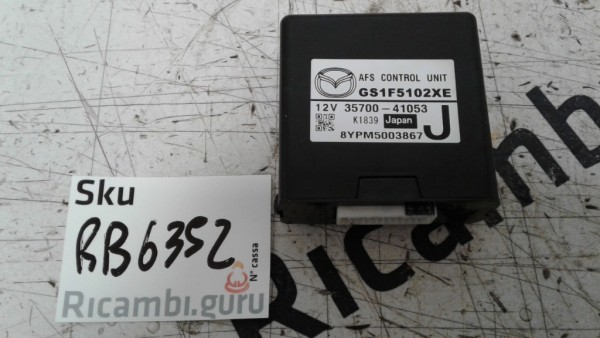 AFS CONTROL UNIT
GS1F5102XE
12V 35700-41053
K1839 Japan J
8YPM5003867
Sku
RB6352
N° cassa
Ricambi.guru
Ricamb